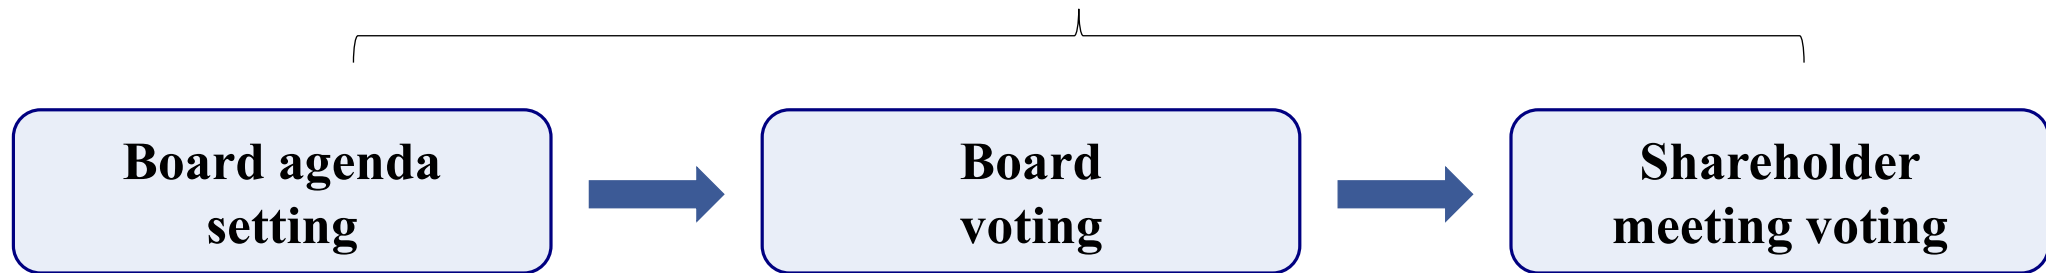 Board agenda
setting
Board
voting
Shareholder
meeting voting